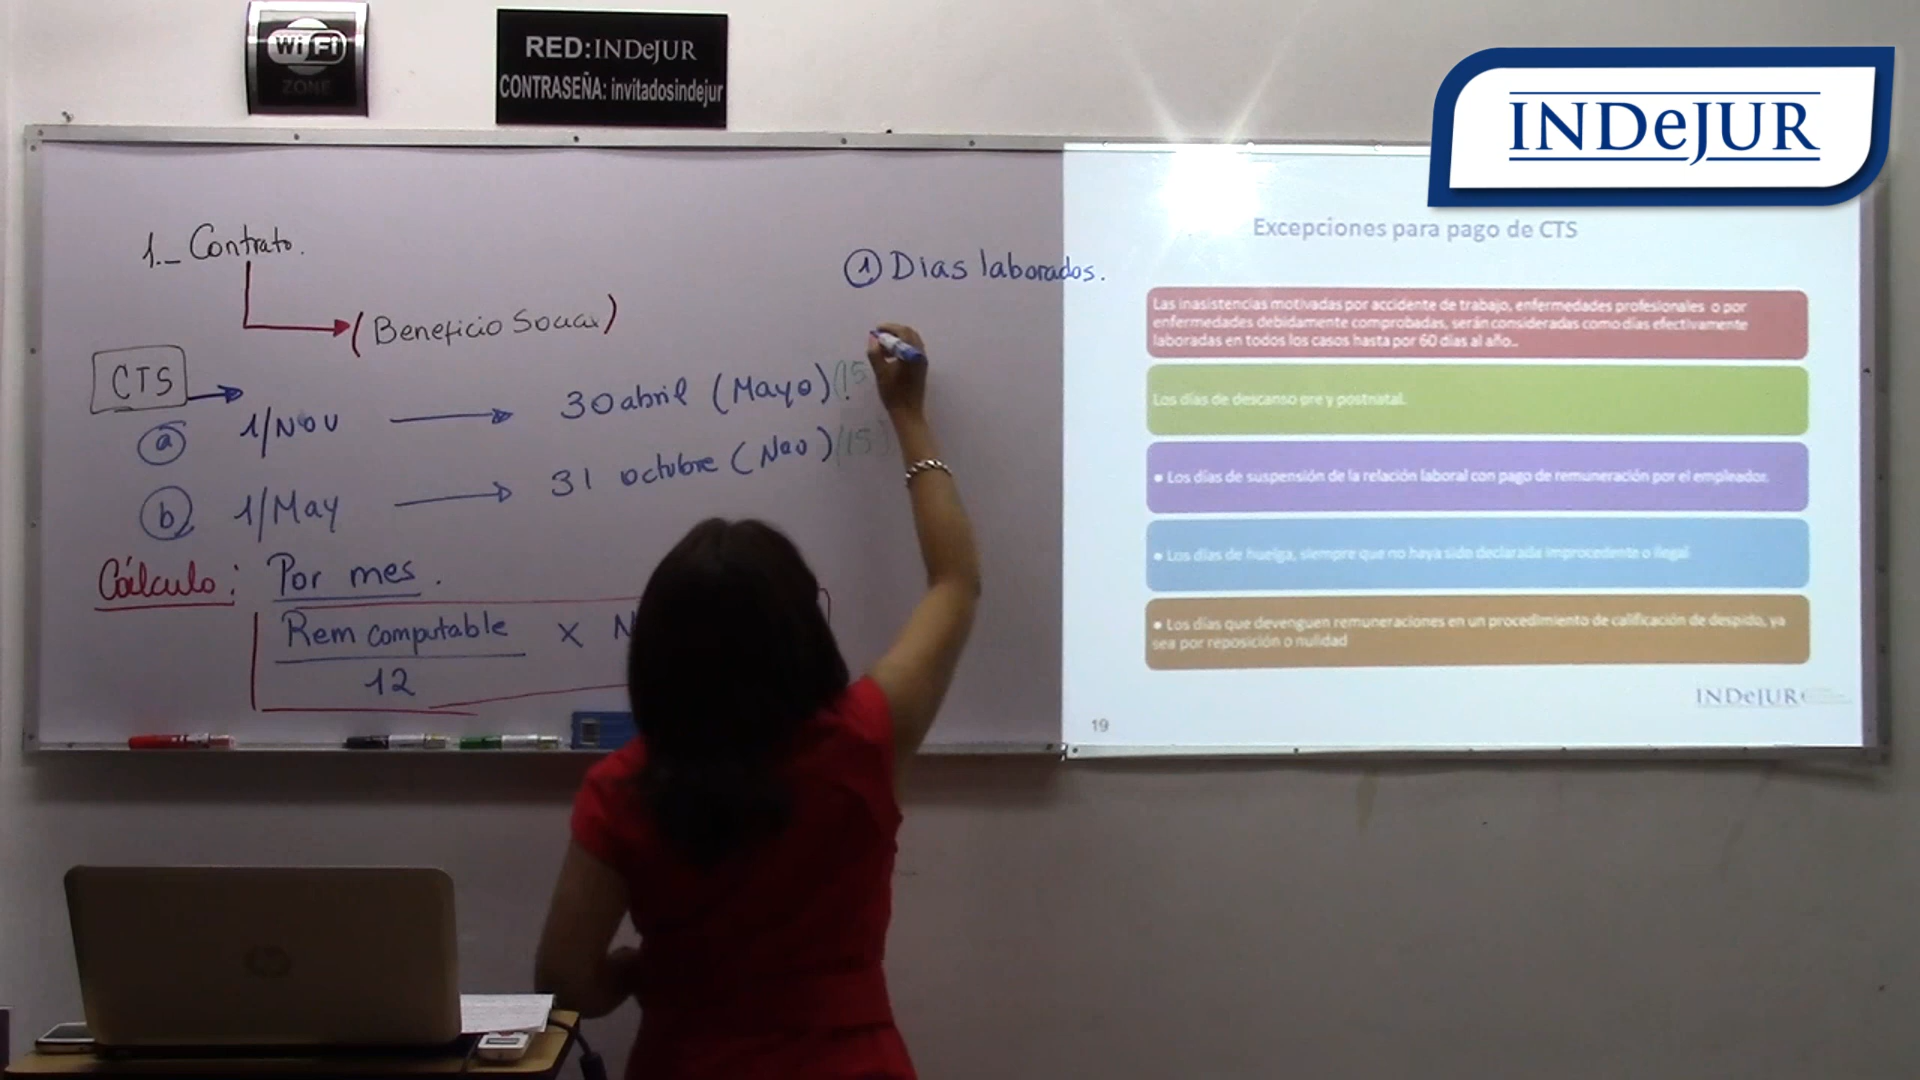 WiFi
ZONE
RED:INDeJUR
CONTRASEÑA: invitadosindejur
INDeJUR
1._ Contrato.
(Beneficio Social)
CTS
a 1/Nov 30 abril (Mayo) (15
b 1/May 31 octubre (Nov) (15)
Cálculo: Por mes.
Rem computable x N
12
1. Dias laborados.
Excepciones para pago de CTS
Las inasistencias motivadas por accidente de trabajo, enfermedades profesionales o por
enfermedades debidamente comprobadas, serán consideradas como días efectivamente
laboradas en todos los casos hasta por 60 días al año..
Los días de descanso pre y postnatal.
• Los días de suspensión de la relación laboral con pago de remuneración por el empleador.
• Los días de huelga, siempre que no haya sido declarada improcedente o ilegal
• Los días que devenguen remuneraciones en un procedimiento de calificación de despido, ya
sea por reposición o nulidad
INDeJUR
19
hp